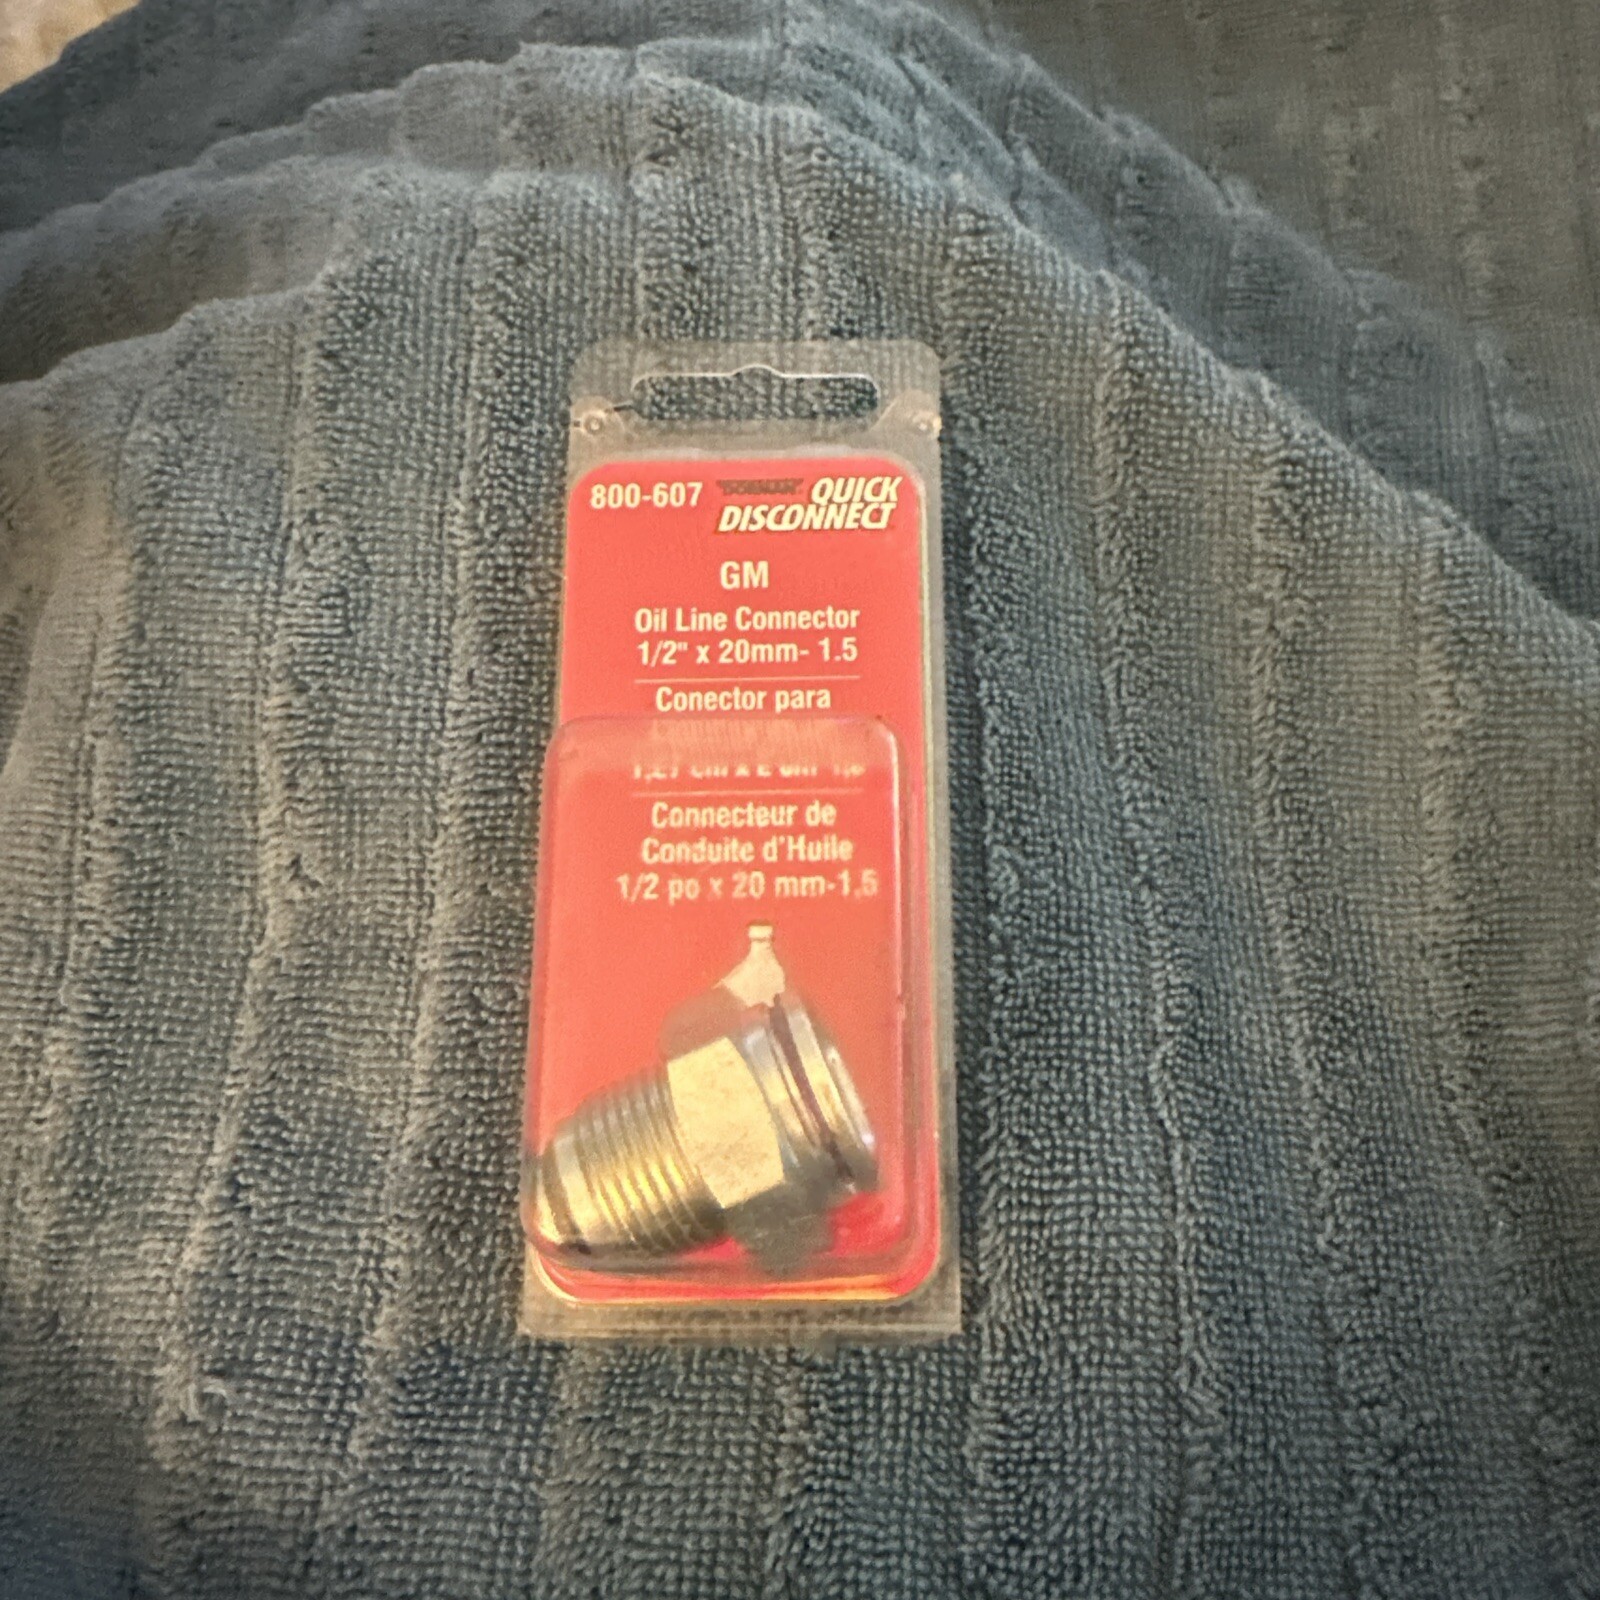 800-607 DORMAN QUICK
DISCONNECT
GM
Oil Line Connector
1/2" x 20mm- 1.5
Conector para
Connecteur de
Conduite d'Huile
1/2 po x 20 mm-1,5